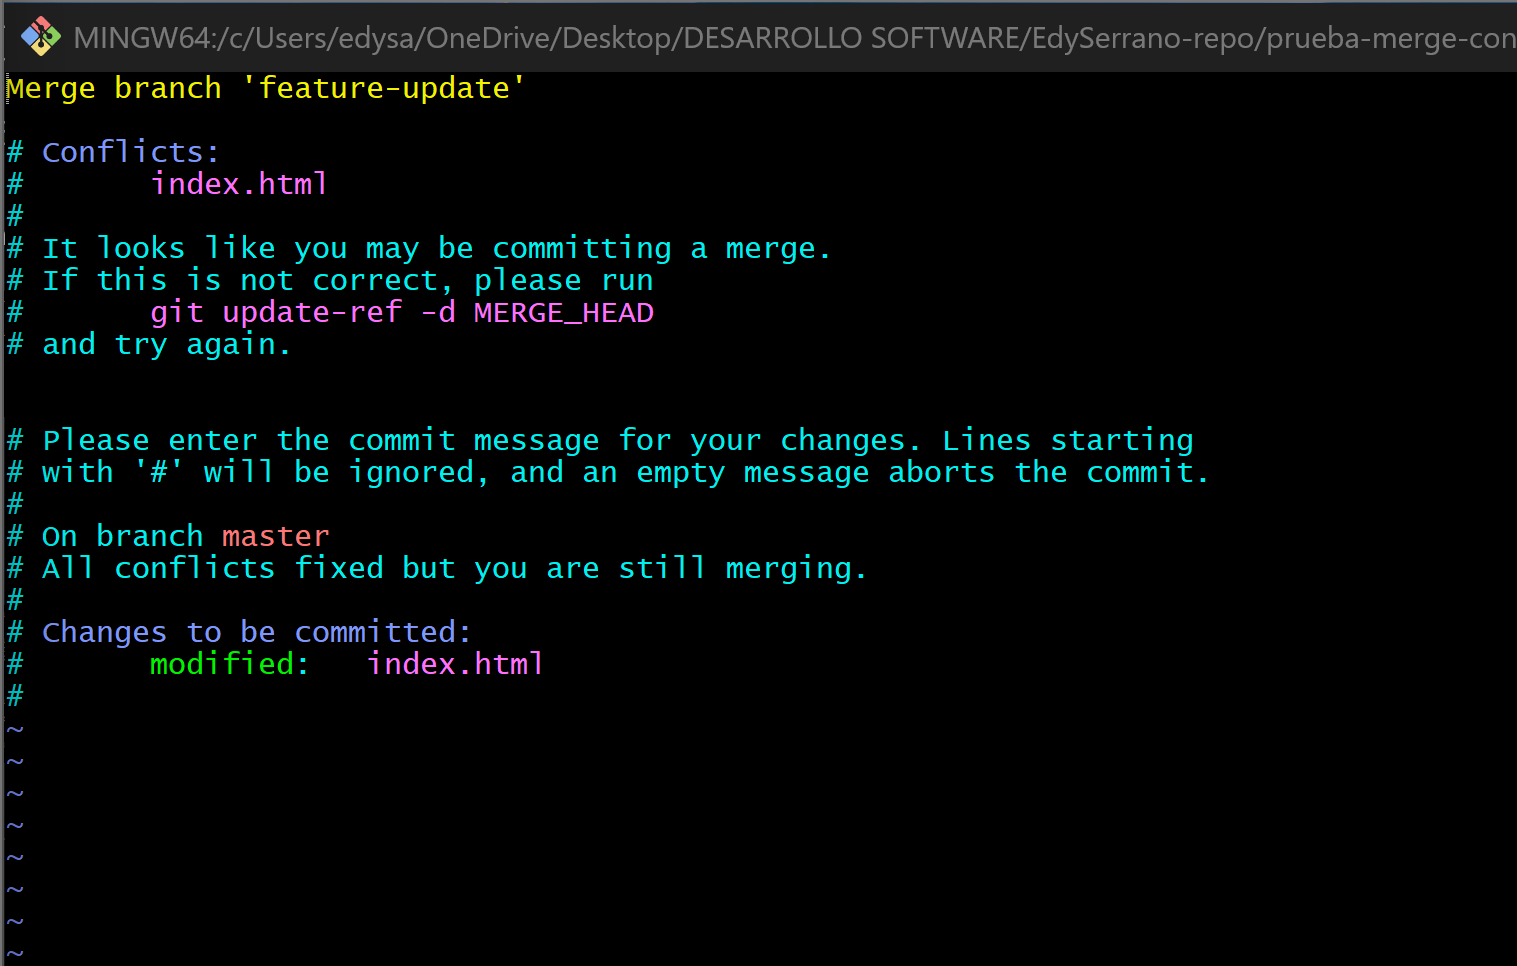 MINGW64:/c/Users/edysa/OneDrive/Desktop/DESARROLLO SOFTWARE/EdySerrano-repo/prueba-merge-con
Merge branch 'feature-update'
# Conflicts:
#       index.html
#
# It looks like you may be committing a merge.
# If this is not correct, please run
#       git update-ref -d MERGE_HEAD
# and try again.
# Please enter the commit message for your changes. Lines starting
# with '#' will be ignored, and an empty message aborts the commit.
#
# On branch master
# All conflicts fixed but you are still merging.
#
# Changes to be committed:
#       modified:   index.html
#
~
~
~
~
~
~
~
~